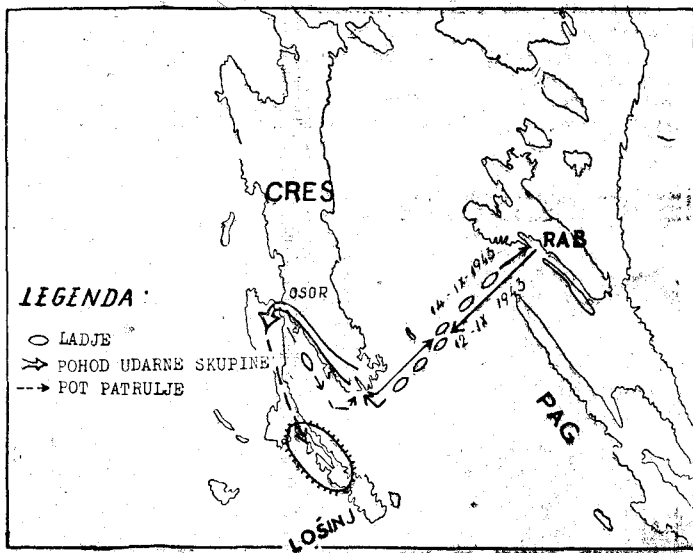 CRES
RAB
14-IX-1943
12-IX 1943
OSOR
LEGENDA:
LADJE
POHOD UDARNE SKUPINE
POT PATRULJE
PAG
LOŠINJ